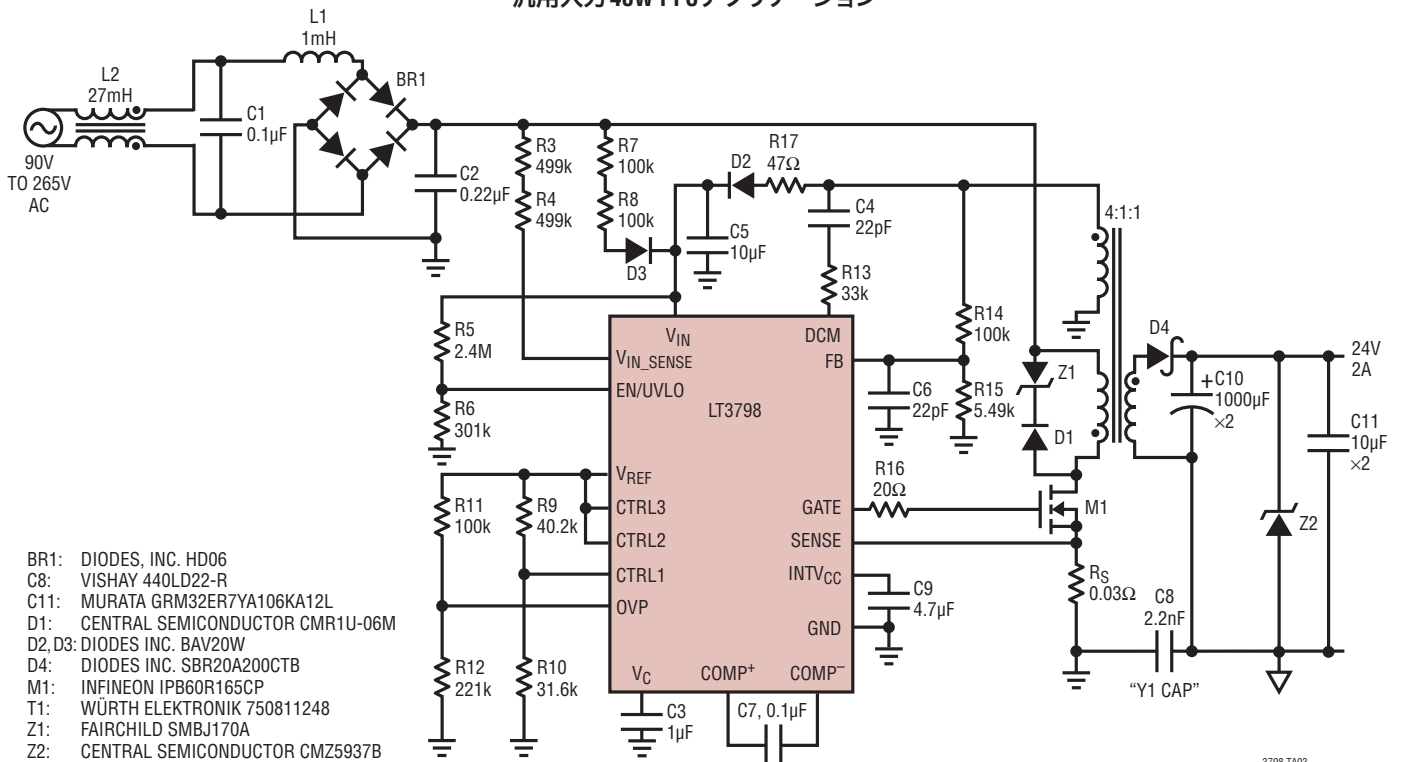 L1
1mH
L2
27mH
BR1
C1
0.1µF
90V
TO 265V
AC
C2
0.22µF
R3
499k
R4
499k
R7
100k
R8
100k
D3
D2
R17
47Ω
C5
10µF
C4
22pF
R13
33k
4:1:1
R5
2.4M
R6
301k
R14
100k
R15
5.49k
C6
22pF
Z1
D1
D4
C10
+
1000µF
×2
24V
2A
C11
10µF
×2
Z2
VIN
VIN_SENSE
EN/UVLO
DCM
FB
LT3798
VREF
CTRL3
CTRL2
CTRL1
OVP
GATE
SENSE
INTVCC
GND
VC
COMP+
COMP–
R11
100k
R9
40.2k
R12
221k
R10
31.6k
R16
20Ω
M1
RS
0.03Ω
C9
4.7µF
C8
2.2nF
“Y1 CAP”
C3
1µF
C7, 0.1µF
BR1: DIODES, INC. HD06
C8: VISHAY 440LD22-R
C11: MURATA GRM32ER7YA106KA12L
D1: CENTRAL SEMICONDUCTOR CMR1U-06M
D2, D3: DIODES INC. BAV20W
D4: DIODES INC. SBR20A200CTB
M1: INFINEON IPB60R165CP
T1: WÜRTH ELEKTRONIK 750811248
Z1: FAIRCHILD SMBJ170A
Z2: CENTRAL SEMICONDUCTOR CMZ5937B